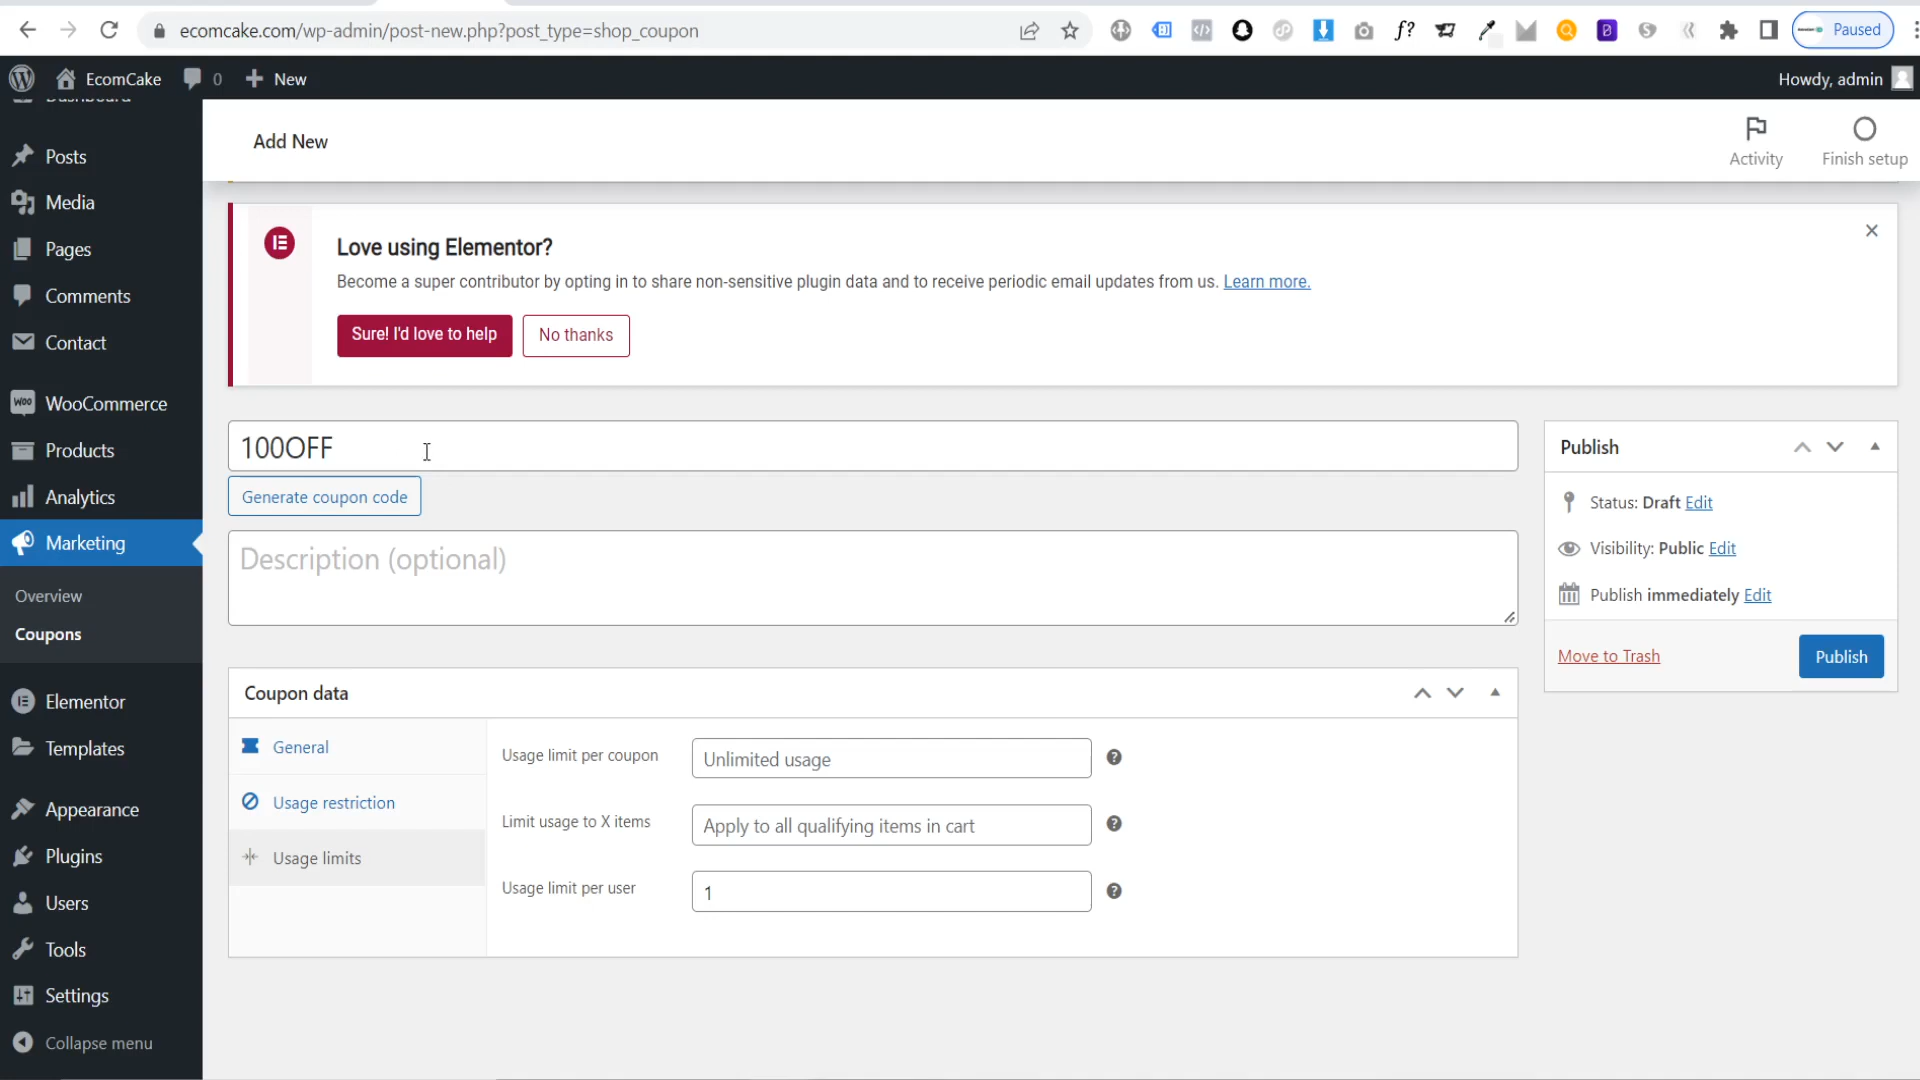 ecomcake.com/wp-admin/post-new.php?post_type=shop_coupon
f?
Paused
EcomCake
0
New
Howdy, admin
Dashboard
Posts
Media
Pages
Comments
Contact
WooCommerce
Products
Analytics
Marketing
Overview
Coupons
Elementor
Templates
Appearance
Plugins
Users
Tools
Settings
Collapse menu
Add New
Activity
Finish setup
Love using Elementor?
Become a super contributor by opting in to share non-sensitive plugin data and to receive periodic email updates from us. Learn more.
Sure! I'd love to help
No thanks
100OFF
Generate coupon code
Description (optional)
Coupon data
General
Usage restriction
Usage limits
Usage limit per coupon
Unlimited usage
Limit usage to X items
Apply to all qualifying items in cart
Usage limit per user
1
Publish
Status: Draft Edit
Visibility: Public Edit
Publish immediately Edit
Move to Trash
Publish